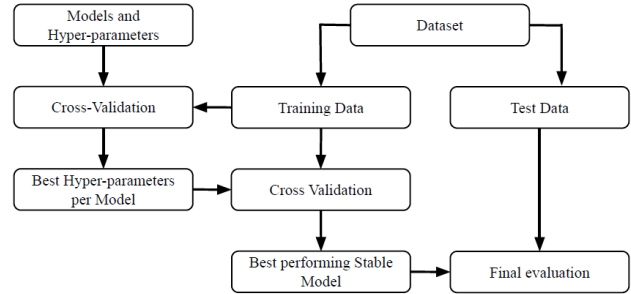 Models and
Hyper-parameters
Dataset
Cross-Validation
Training Data
Test Data
Best Hyper-parameters
per Model
Cross Validation
Best performing Stable
Model
Final evaluation